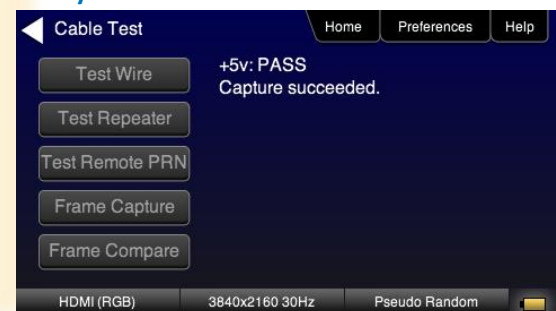 Cable Test
Home
Preferences
Help
Test Wire
Test Repeater
Test Remote PRN
Frame Capture
Frame Compare
+5v: PASS
Capture succeeded.
HDMI (RGB)
3840x2160 30Hz
Pseudo Random